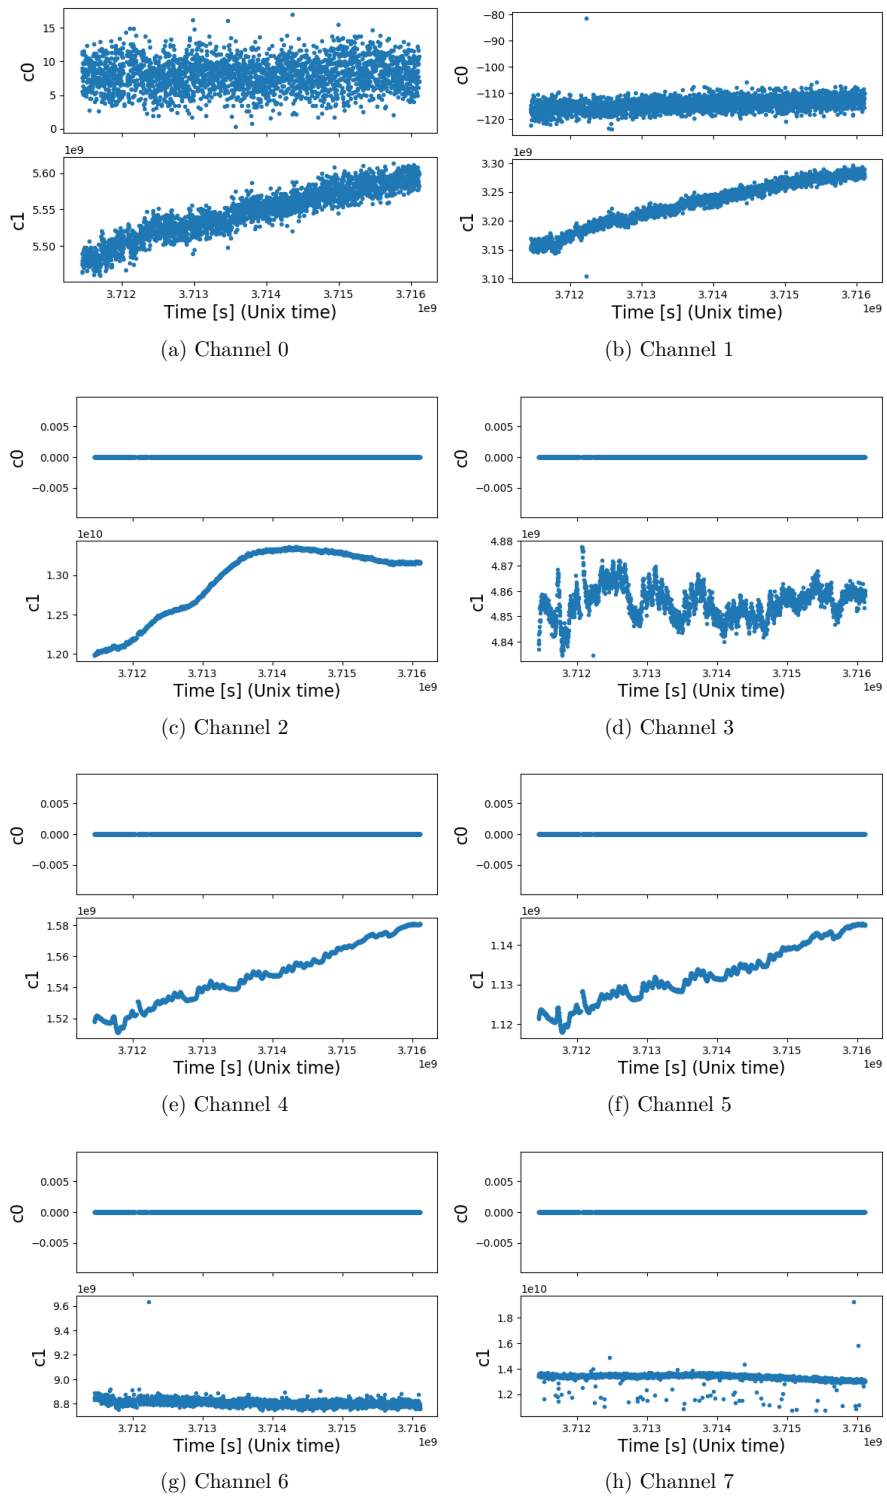 15
10
5
0
c0
1e9
5.60
5.55
5.50
c1
3.712 3.713 3.714 3.715 3.716
Time [s] (Unix time) 1e9
(a) Channel 0
−80
−90
−100
−110
−120
c0
1e9
3.30
3.25
3.20
3.15
3.10
c1
3.712 3.713 3.714 3.715 3.716
Time [s] (Unix time) 1e9
(b) Channel 1
0.005
0.000
−0.005
c0
1e10
1.30
1.25
1.20
c1
3.712 3.713 3.714 3.715 3.716
Time [s] (Unix time) 1e9
(c) Channel 2
0.005
0.000
−0.005
c0
1e9
4.88
4.87
4.86
4.85
4.84
c1
3.712 3.713 3.714 3.715 3.716
Time [s] (Unix time) 1e9
(d) Channel 3
0.005
0.000
−0.005
c0
1e9
1.58
1.56
1.54
1.52
c1
3.712 3.713 3.714 3.715 3.716
Time [s] (Unix time) 1e9
(e) Channel 4
0.005
0.000
−0.005
c0
1e9
1.14
1.13
1.12
c1
3.712 3.713 3.714 3.715 3.716
Time [s] (Unix time) 1e9
(f) Channel 5
0.005
0.000
−0.005
c0
1e9
9.6
9.4
9.2
9.0
8.8
c1
3.712 3.713 3.714 3.715 3.716
Time [s] (Unix time) 1e9
(g) Channel 6
0.005
0.000
−0.005
c0
1e10
1.8
1.6
1.4
1.2
c1
3.712 3.713 3.714 3.715 3.716
Time [s] (Unix time) 1e9
(h) Channel 7